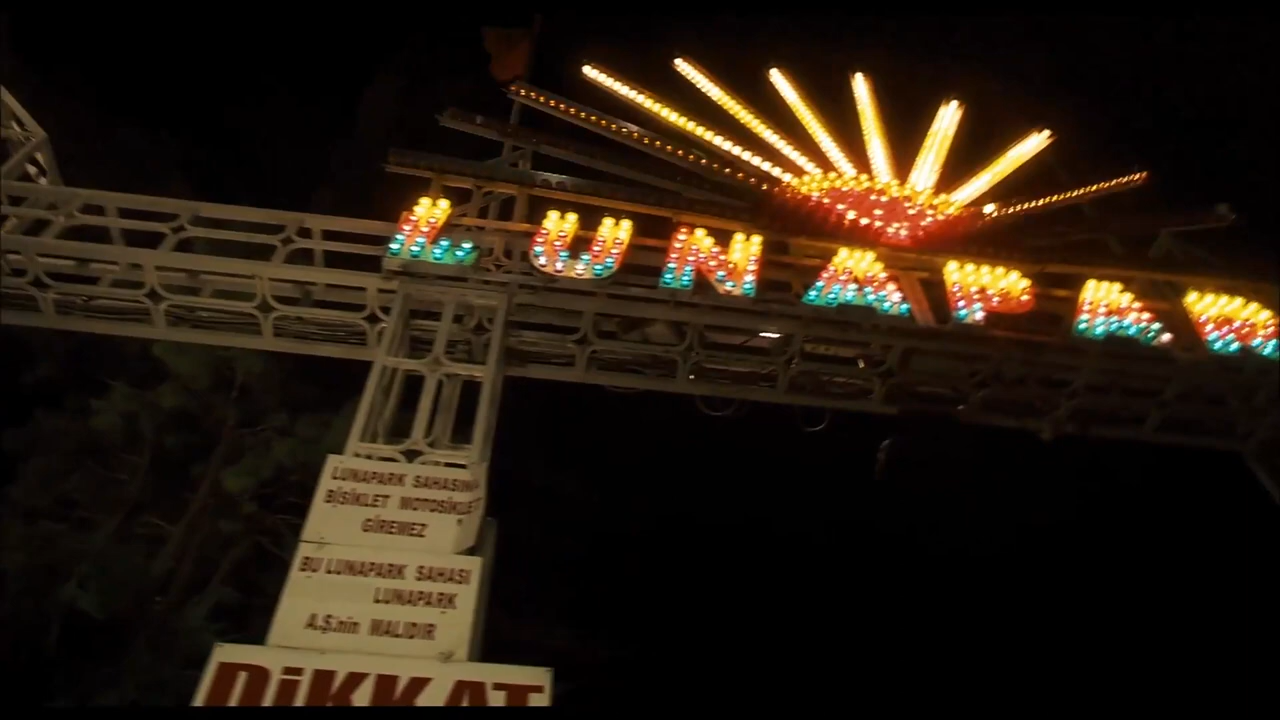 LUNAPAR
LUNAPARK SAHASINA
BİSİKLET MOTOSİKLET
GİREMEZ
BU LUNAPARK SAHASI
LUNAPARK
A.Ş.nin MALIDIR
DİKKAT